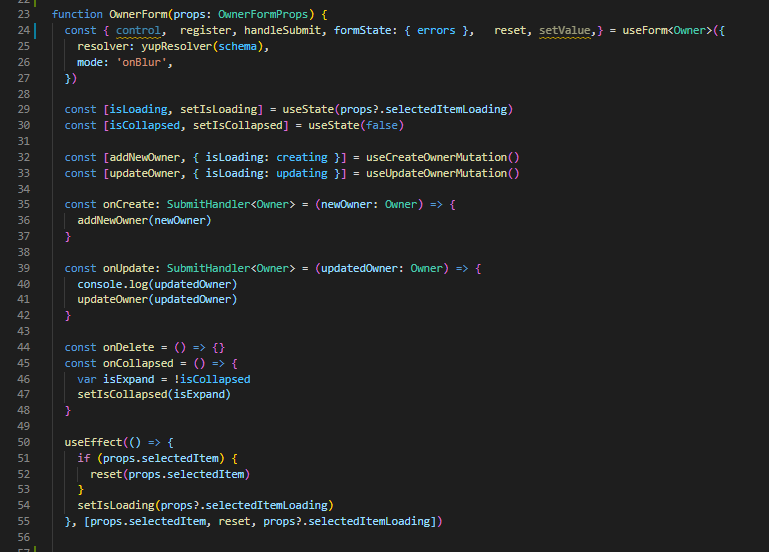 23 function OwnerForm(props: OwnerFormProps) {
24   const { control,  register, handleSubmit, formState: { errors },   reset, setValue,} = useForm<Owner>({
25     resolver: yupResolver(schema),
26     mode: 'onBlur',
27   })
28
29   const [isLoading, setIsLoading] = useState(props?.selectedItemLoading)
30   const [isCollapsed, setIsCollapsed] = useState(false)
31
32   const [addNewOwner, { isLoading: creating }] = useCreateOwnerMutation()
33   const [updateOwner, { isLoading: updating }] = useUpdateOwnerMutation()
34
35   const onCreate: SubmitHandler<Owner> = (newOwner: Owner) => {
36     addNewOwner(newOwner)
37   }
38
39   const onUpdate: SubmitHandler<Owner> = (updatedOwner: Owner) => {
40     console.log(updatedOwner)
41     updateOwner(updatedOwner)
42   }
43
44   const onDelete = () => {}
45   const onCollapsed = () => {
46     var isExpand = !isCollapsed
47     setIsCollapsed(isExpand)
48   }
49
50   useEffect(() => {
51     if (props.selectedItem) {
52       reset(props.selectedItem)
53     }
54     setIsLoading(props?.selectedItemLoading)
55   }, [props.selectedItem, reset, props?.selectedItemLoading])
56